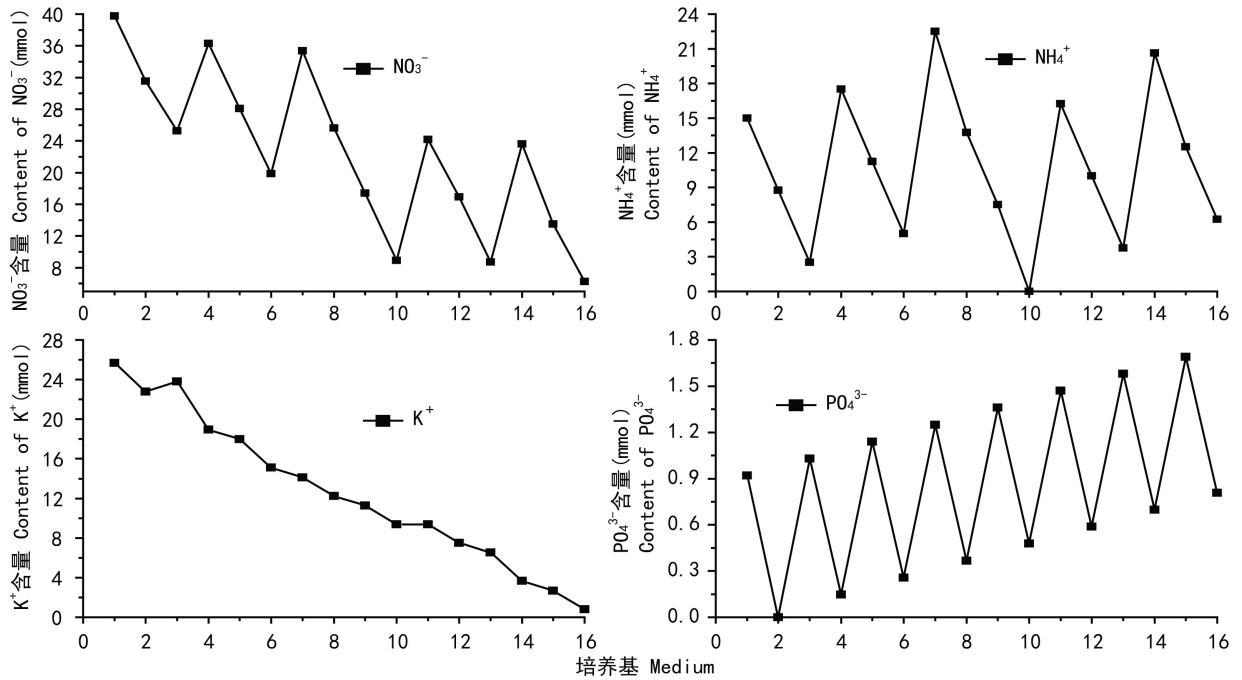 NO₃⁻含量 Content of NO₃⁻(mmol)
40
36
32
28
24
20
16
12
8
NO₃⁻
0 2 4 6 8 10 12 14 16
NH₄⁺含量(mmol)
Content of NH₄⁺
24
21
18
15
12
9
6
3
0
NH₄⁺
0 2 4 6 8 10 12 14 16
K⁺含量 Content of K⁺(mmol)
28
24
20
16
12
8
4
0
K⁺
0 2 4 6 8 10 12 14 16
PO₄³⁻含量(mmol)
Content of PO₄³⁻
1.8
1.5
1.2
0.9
0.6
0.3
0.0
PO₄³⁻
0 2 4 6 8 10 12 14 16
培养基 Medium